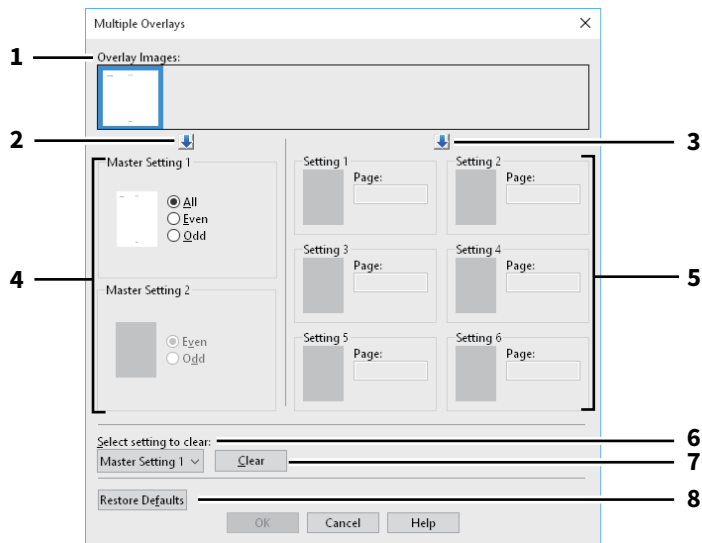 Multiple Overlays
1
Overlay Images:
2
3
Master Setting 1
All
Even
Odd
4
Master Setting 2
Even
Odd
Setting 1
Page:
Setting 2
Page:
Setting 3
Page:
Setting 4
Page:
5
Setting 5
Page:
Setting 6
Page:
Select setting to clear:
6
Master Setting 1
Clear
7
Restore Defaults
8
OK
Cancel
Help